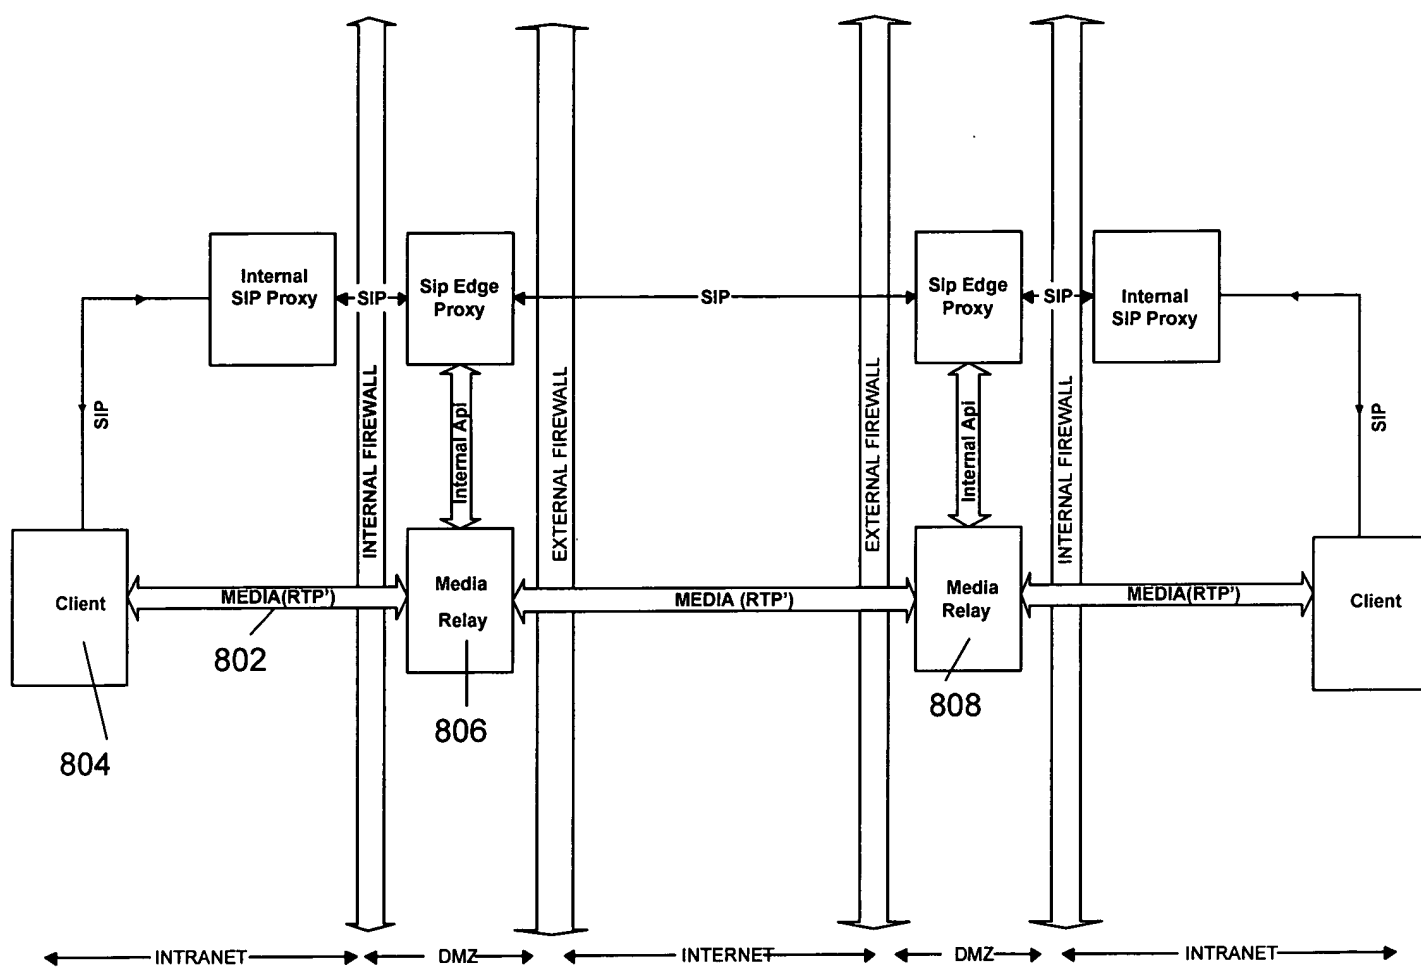 Internal
SIP Proxy
SIP
Sip Edge
Proxy
SIP
Sip Edge
Proxy
SIP
Internal
SIP Proxy
SIP
INTERNAL FIREWALL
Internal Api
EXTERNAL FIREWALL
EXTERNAL FIREWALL
Internal Api
INTERNAL FIREWALL
SIP
Client
MEDIA(RTP')
Media
Relay
MEDIA (RTP')
Media
Relay
MEDIA(RTP')
Client
802
804
806
808
INTRANET
DMZ
INTERNET
DMZ
INTRANET